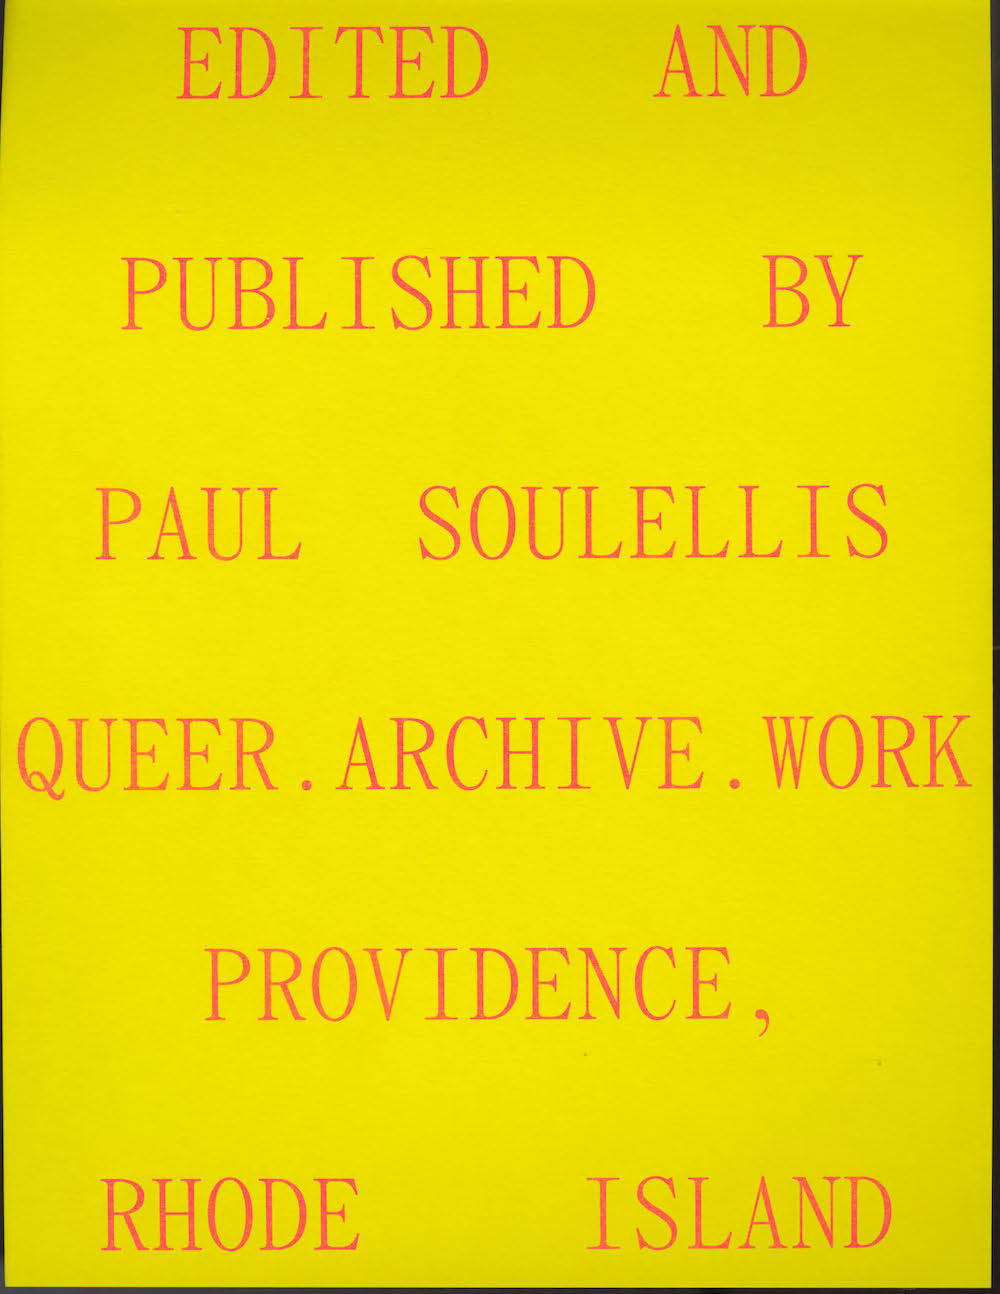 EDITED AND
PUBLISHED BY
PAUL SOULELLIS
QUEER.ARCHIVE.WORK
PROVIDENCE,
RHODE ISLAND